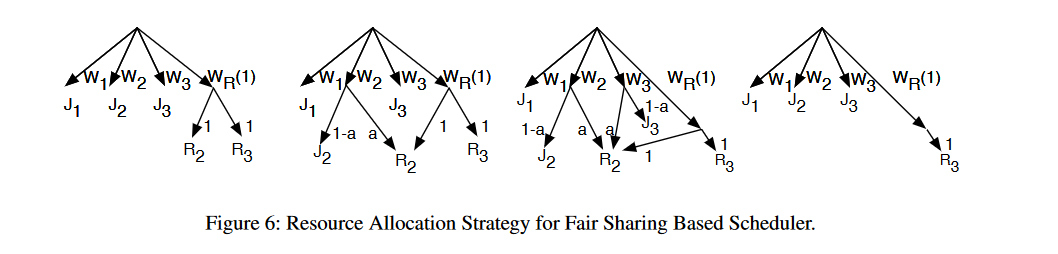 W1 W2 W3 WR(1)
J1 J2 J3
1 1
R2 R3
W1 W2 W3 WR(1)
J1 J3
1-a a 1 1
J2 R2 R3
W1 W2 W3 WR(1)
J1
1-a a a 1-a
J3
J2 R2 1 1
R3
W1 W2 W3 WR(1)
J1 J2 J3
1
R3
Figure 6: Resource Allocation Strategy for Fair Sharing Based Scheduler.